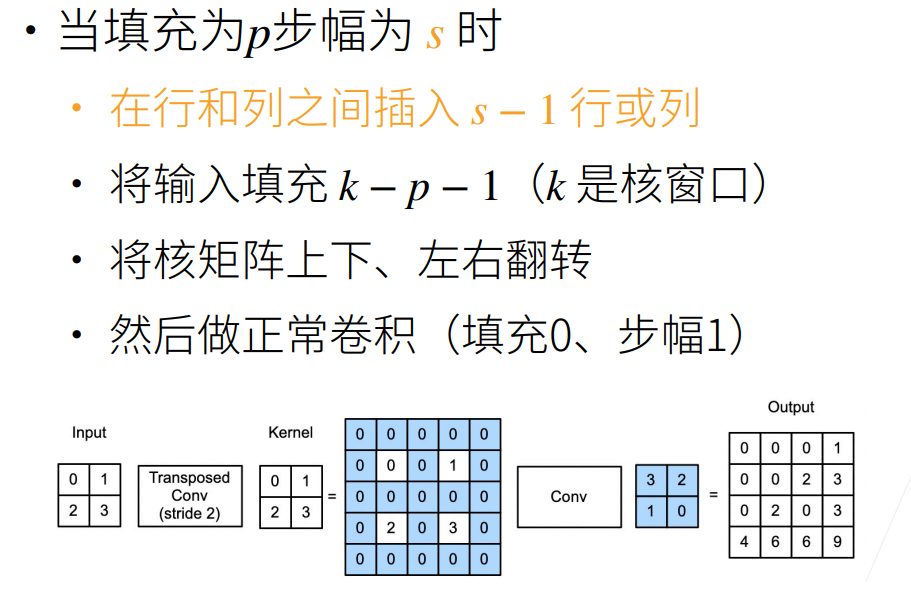 • 当填充为p步幅为 s 时
• 在行和列之间插入 s – 1 行或列
• 将输入填充 k – p – 1（k 是核窗口）
• 将核矩阵上下、左右翻转
• 然后做正常卷积（填充0、步幅1）
Output
Input
Kernel
0 1
2 3
Transposed
Conv
(stride 2)
0 1
2 3
=
0 0 0 0 0
0 0 0 1 0
0 0 0 0 0
0 2 0 3 0
0 0 0 0 0
Conv
3 2
1 0
=
0 0 0 1
0 0 2 3
0 2 0 3
4 6 6 9